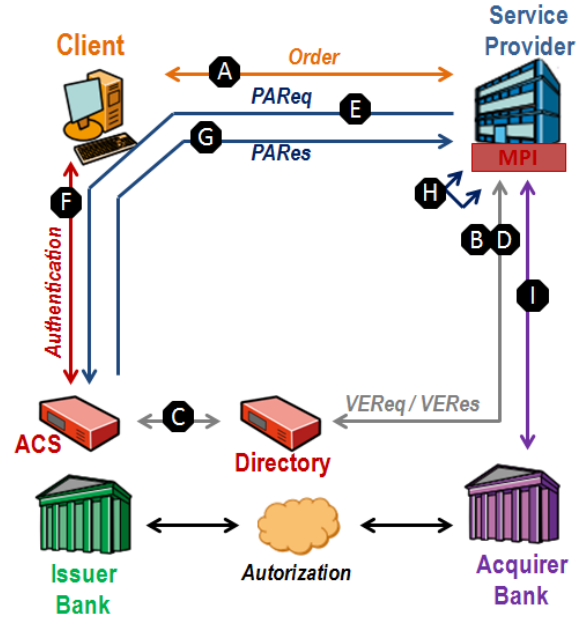 Client
Service
Provider
A
Order
PAReq
E
G
PARes
MPI
H
F
B D
I
Authentication
C
VEReq / VERes
ACS
Directory
Issuer
Bank
Autorization
Acquirer
Bank